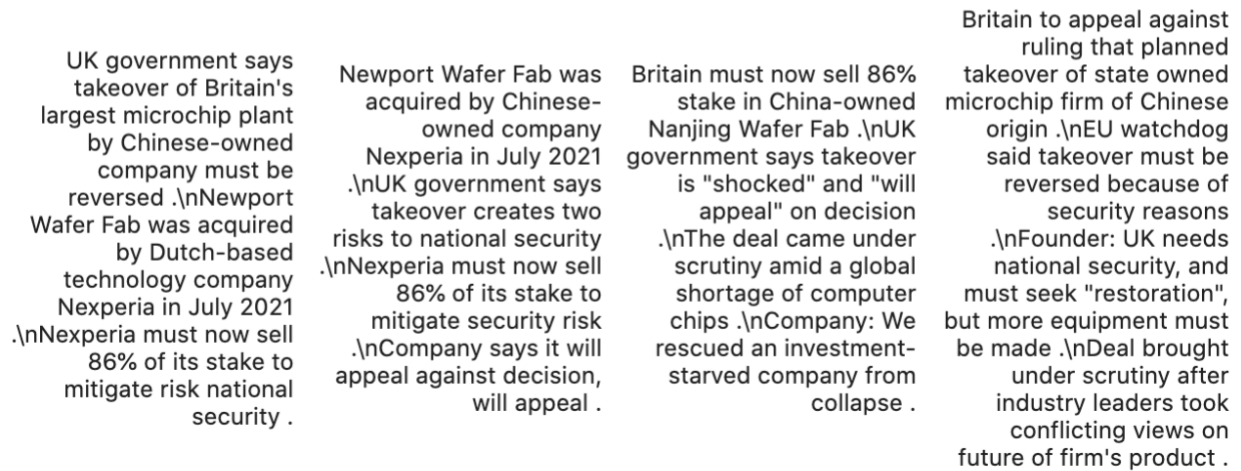 UK government says
takeover of Britain's
largest microchip plant
by Chinese-owned
company must be
reversed .\nNewport
Wafer Fab was acquired
by Dutch-based
technology company
Nexperia in July 2021
.\nNexperia must now sell
86% of its stake to
mitigate risk national
security .
Newport Wafer Fab was
acquired by Chinese-
owned company
Nexperia in July 2021
.\nUK government says
takeover creates two
risks to national security
.\nNexperia must now sell
86% of its stake to
mitigate security risk
.\nCompany says it will
appeal against decision,
will appeal .
Britain must now sell 86%
stake in China-owned
Nanjing Wafer Fab .\nUK
government says takeover
is "shocked" and "will
appeal" on decision
.\nThe deal came under
scrutiny amid a global
shortage of computer
chips .\nCompany: We
rescued an investment-
starved company from
collapse .
Britain to appeal against
ruling that planned
takeover of state owned
microchip firm of Chinese
origin .\nEU watchdog
said takeover must be
reversed because of
security reasons
.\nFounder: UK needs
national security, and
must seek "restoration",
but more equipment must
be made .\nDeal brought
under scrutiny after
industry leaders took
conflicting views on
future of firm's product .